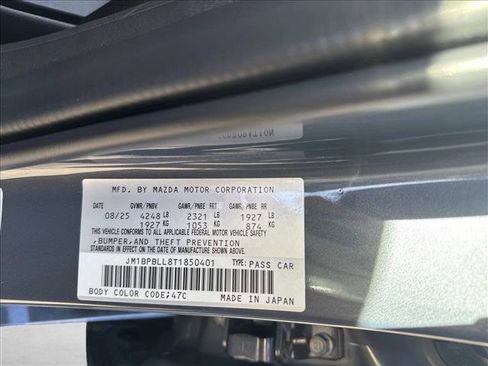 MFD. BY MAZDA MOTOR CORPORATION
DATE GVWR/PNBV GAWR/PNBE FRT GAWR/PNBE RR
08/25 4248 LB 2321 LB 1927 LB
1927 KG 1053 KG 874 KG
THIS VEHICLE CONFORMS TO ALL APPLICABLE FEDERAL MOTOR VEHICLE SAFETY
,BUMPER,AND THEFT PREVENTION
STANDARDS IN EFFECT ON THE DATE OF MANUFACTURE SHOWN ABOVE.
JM1BPBLL8T1850401 TYPE:PASS CAR
BODY COLOR CODE:47C MADE IN JAPAN